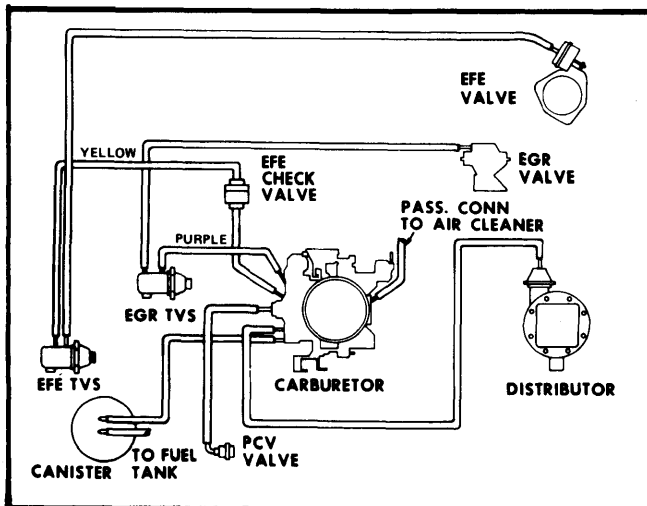 EFE
VALVE
YELLOW
EFE
CHECK
VALVE
EGR
VALVE
PASS. CONN
TO AIR CLEANER
PURPLE
EGR TVS
EFE TVS
CARBURETOR
DISTRIBUTOR
TO FUEL
TANK
PCV
VALVE
CANISTER